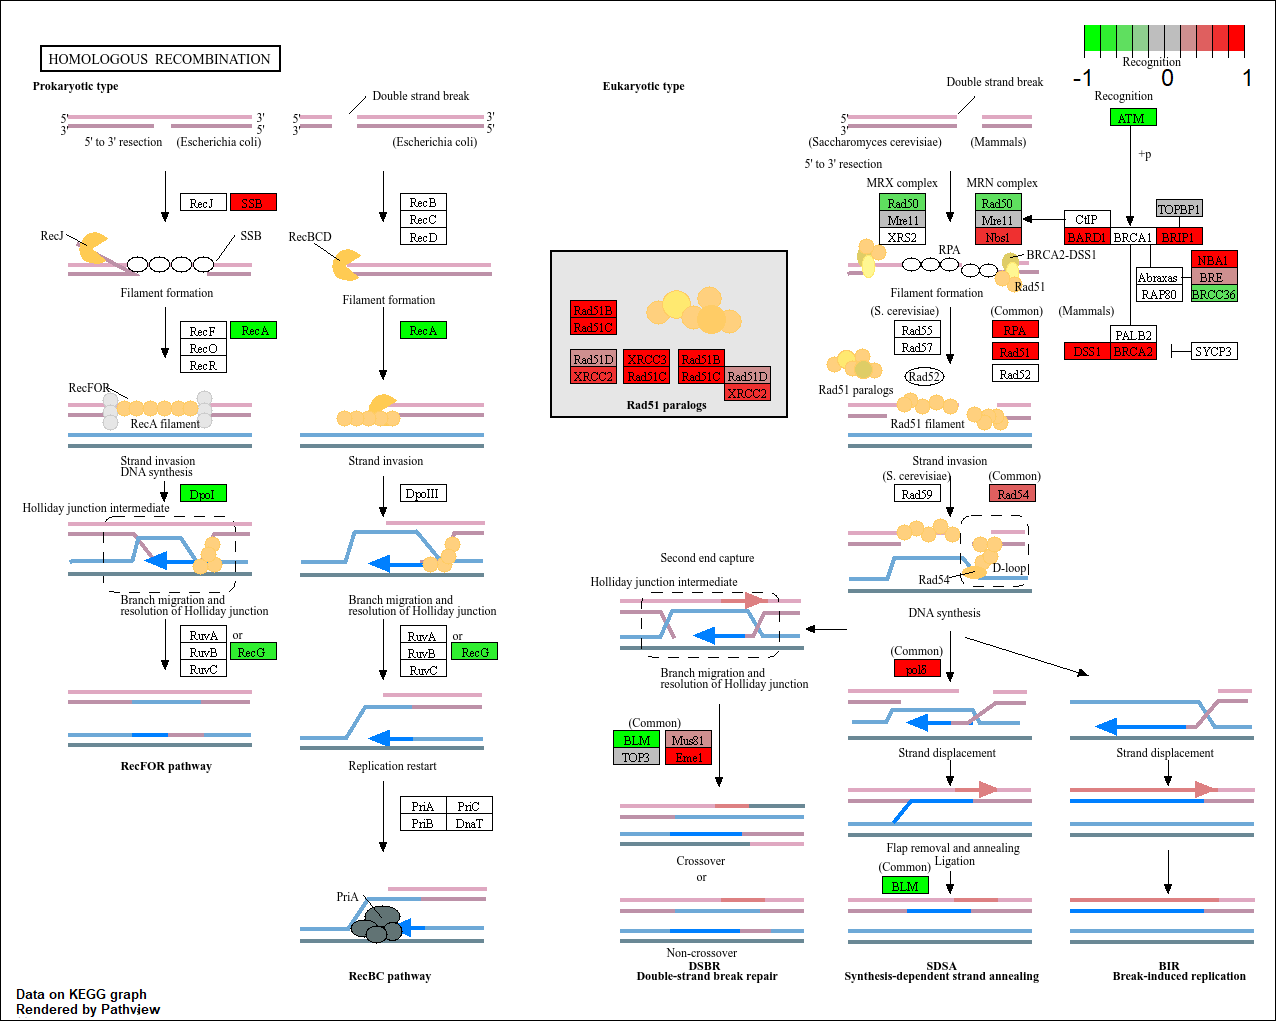 HOMOLOGOUS RECOMBINATION
Prokaryotic type
5'
3'
3'
5'
5' to 3' resection
(Escherichia coli)
RecJ
SSB
RecJ
SSB
Filament formation
RecF
RecA
RecO
RecR
RecFOR
RecA filament
Strand invasion
DNA synthesis
DpoI
Holliday junction intermediate
Branch migration and
resolution of Holliday junction
RuvA
or
RuvB
RecG
RuvC
RecFOR pathway
Double strand break
5'
3'
3'
5'
(Escherichia coli)
RecB
RecC
RecD
RecBCD
Filament formation
RecA
Strand invasion
DpoIII
Branch migration and
resolution of Holliday junction
RuvA
or
RuvB
RecG
RuvC
Replication restart
PriA
PriC
PriB
DnaT
PriA
RecBC pathway
Eukaryotic type
Rad51B
Rad51C
Rad51D
XRCC2
XRCC3
Rad51C
Rad51B
Rad51C
Rad51D
XRCC2
Rad51 paralogs
Double strand break
5'
3'
(Saccharomyces cerevisiae)
(Mammals)
5' to 3' resection
MRX complex
MRN complex
Rad50
Mre11
XRS2
Rad50
Mre11
Nbs1
RPA
BRCA2-DSS1
Rad51
Filament formation
(S. cerevisiae)
(Common)
(Mammals)
Rad55
Rad57
RPA
Rad51
Rad52
Rad52
Rad51 paralogs
Rad51 filament
Strand invasion
(S. cerevisiae)
(Common)
Rad59
Rad54
Rad54
D-loop
DNA synthesis
-1
0
1
Recognition
Recognition
ATM
+p
TOPBP1
CtIP
BARD1
BRCA1
BRIP1
Abraxas
RAP80
NBA1
BRE
BRCC36
PALB2
DSS1
BRCA2
SYCP3
Second end capture
Holliday junction intermediate
Branch migration and
resolution of Holliday junction
(Common)
BLM
TOP3
Mus81
Eme1
Crossover
or
Non-crossover
DSBR
Double-strand break repair
(Common)
polδ
Strand displacement
Flap removal and annealing
Ligation
(Common)
BLM
SDSA
Synthesis-dependent strand annealing
Strand displacement
BIR
Break-induced replication
Data on KEGG graph
Rendered by Pathview